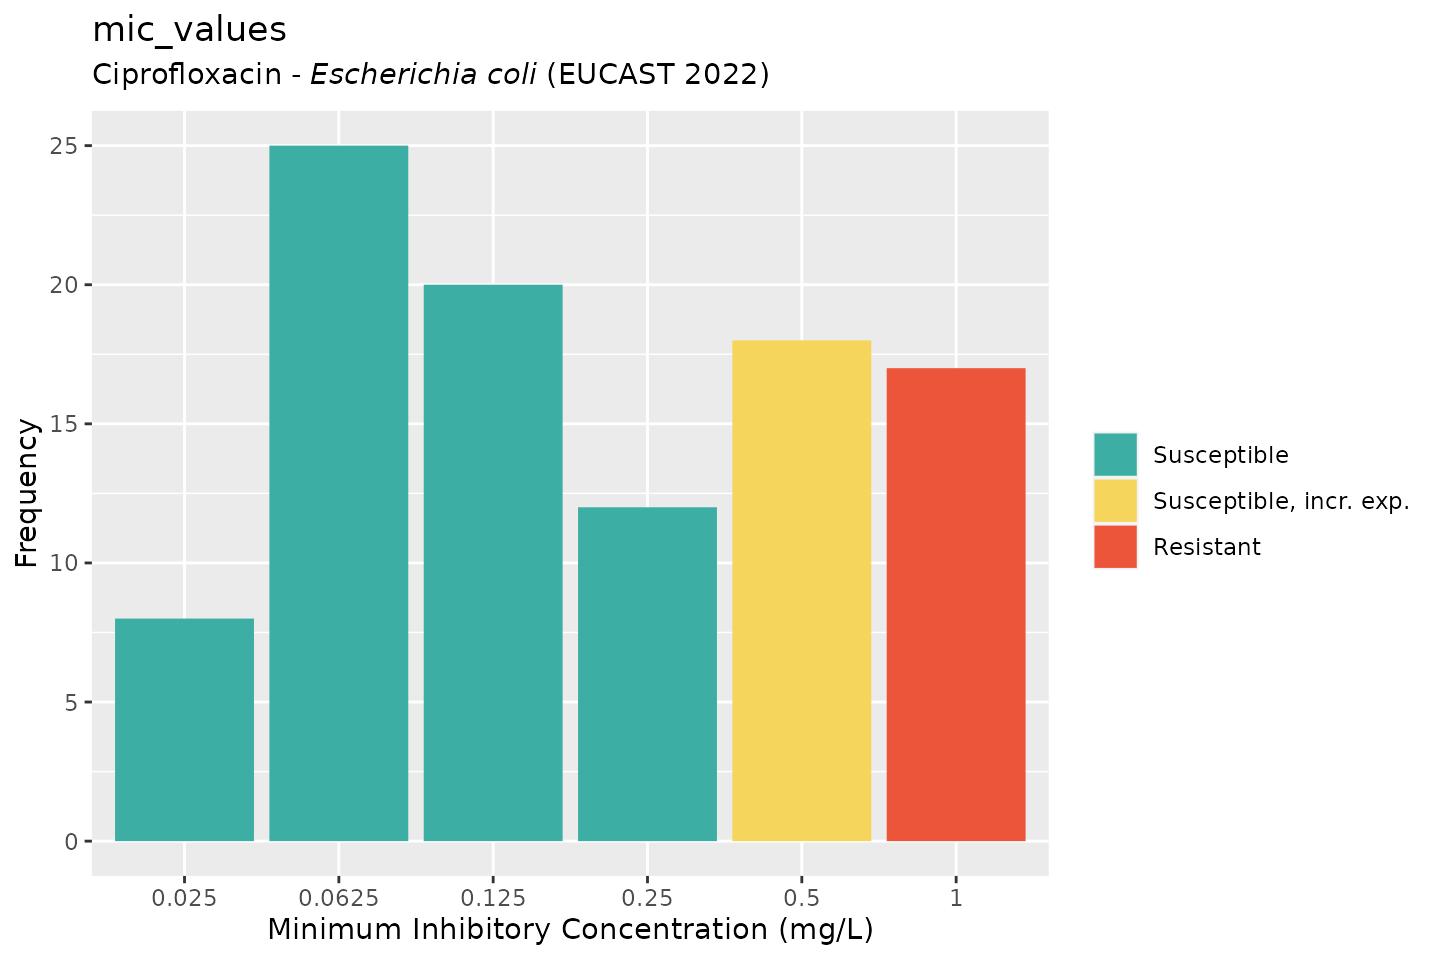 mic_values
Ciprofloxacin - Escherichia coli (EUCAST 2022)
Frequency
25
20
15
10
5
0
0.025 0.0625 0.125 0.25 0.5 1
Minimum Inhibitory Concentration (mg/L)
Susceptible
Susceptible, incr. exp.
Resistant